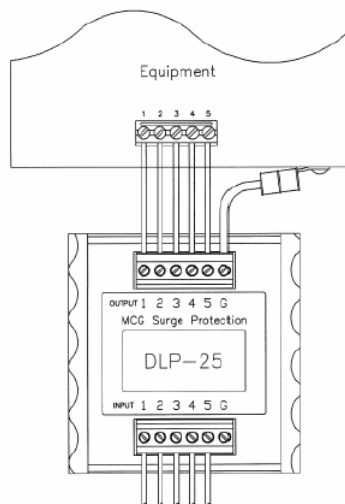 Equipment
1 2 3 4 5
OUTPUT 1 2 3 4 5 G
MCG Surge Protection
DLP-25
INPUT 1 2 3 4 5 G